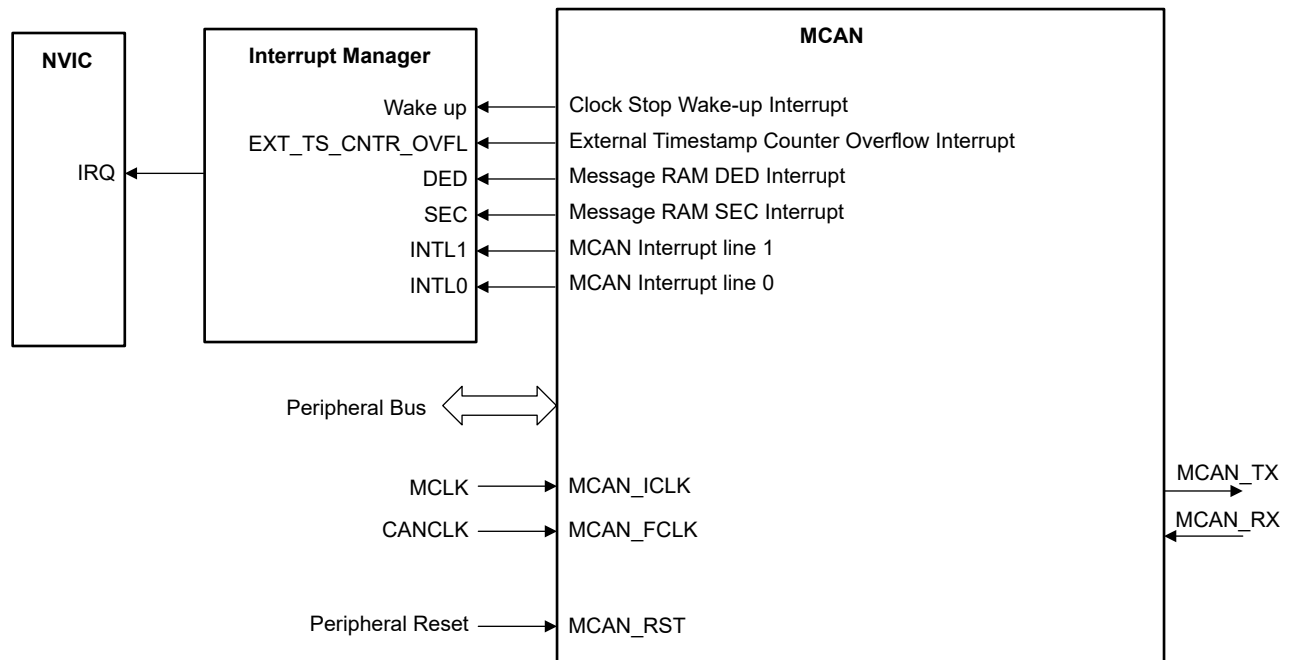 NVIC
Interrupt Manager
MCAN
Wake up
Clock Stop Wake-up Interrupt
EXT_TS_CNTR_OVFL
External Timestamp Counter Overflow Interrupt
IRQ
DED
Message RAM DED Interrupt
SEC
Message RAM SEC Interrupt
INTL1
MCAN Interrupt line 1
INTL0
MCAN Interrupt line 0
Peripheral Bus
MCLK
MCAN_ICLK
MCAN_TX
CANCLK
MCAN_FCLK
MCAN_RX
Peripheral Reset
MCAN_RST